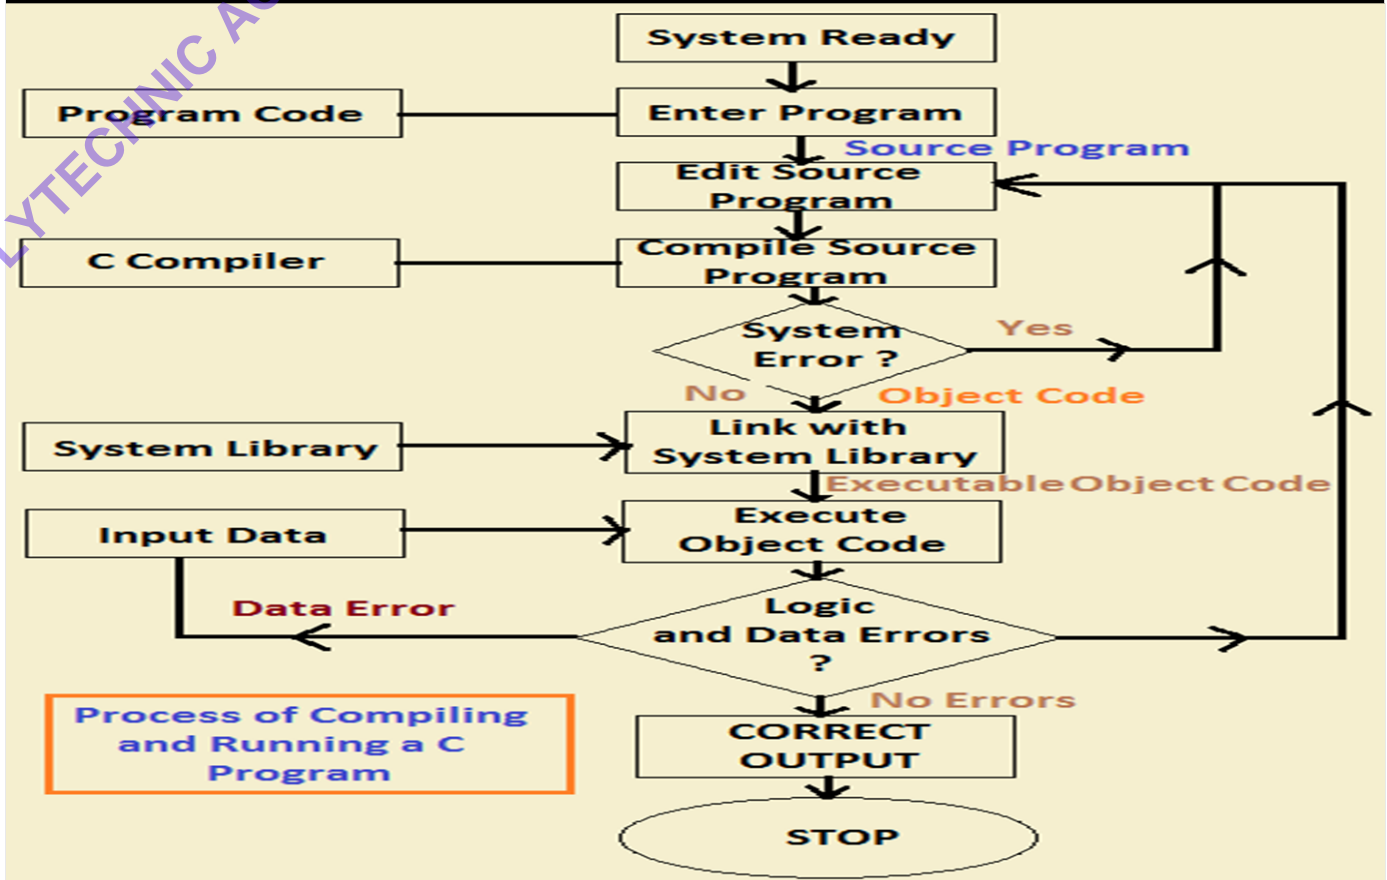 System Ready
Program Code
Enter Program
Source Program
Edit Source
Program
C Compiler
Compile Source
Program
System
Error ?
Yes
No
Object Code
System Library
Link with
System Library
Executable Object Code
Input Data
Execute
Object Code
Data Error
Logic
and Data Errors
?
No Errors
Process of Compiling
and Running a C
Program
CORRECT
OUTPUT
STOP